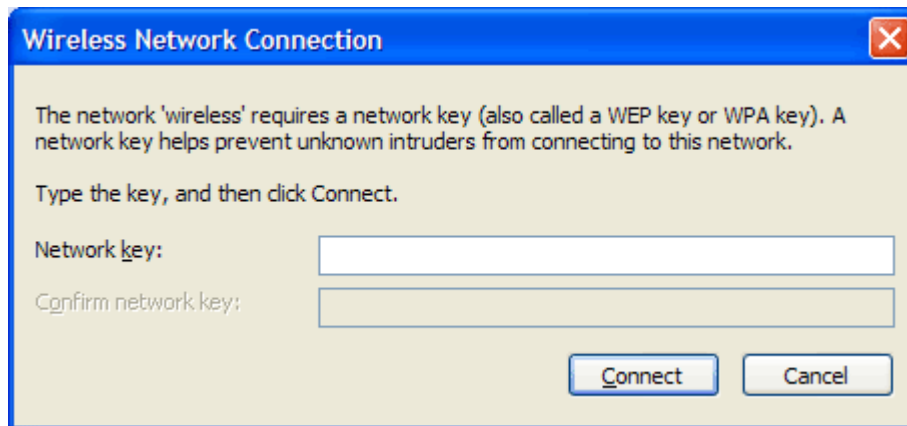 Wireless Network Connection
The network 'wireless' requires a network key (also called a WEP key or WPA key). A
network key helps prevent unknown intruders from connecting to this network.
Type the key, and then click Connect.
Network key:
Confirm network key:
Connect Cancel